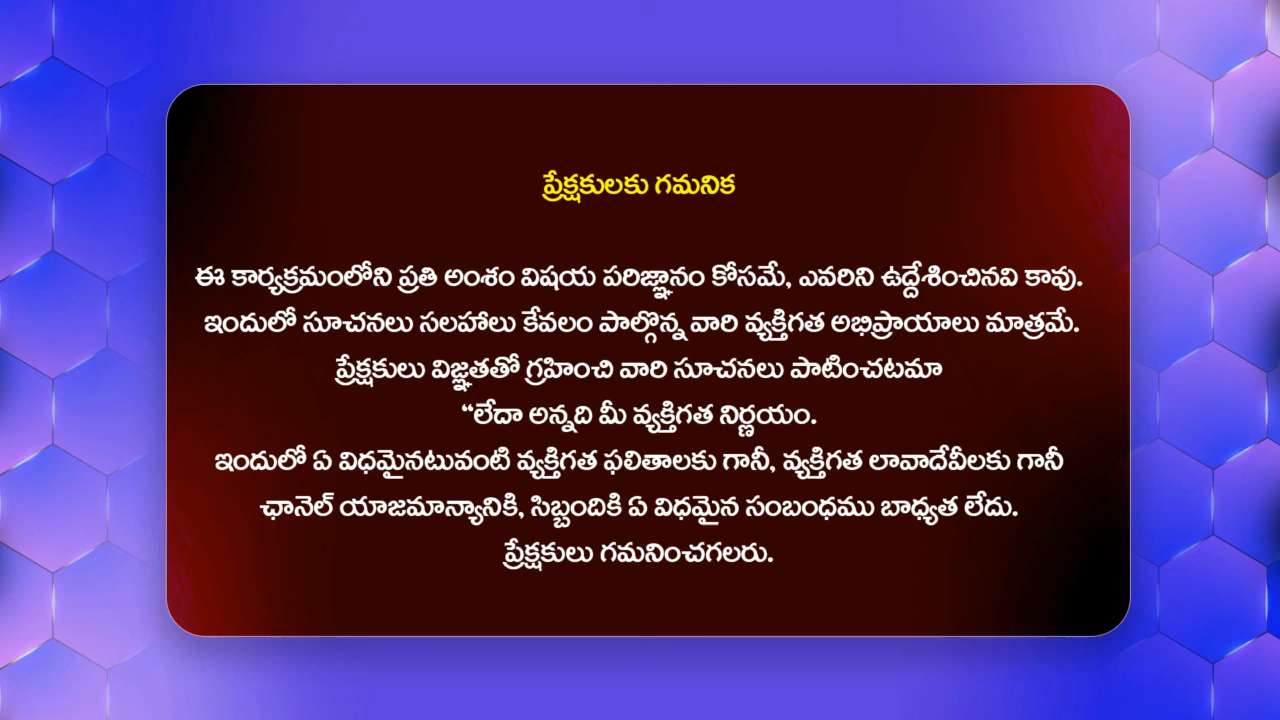 ప్రేక్షకులకు గమనిక
ఈ కార్యక్రమంలోని ప్రతి అంశం విషయ పరిజ్ఞానం కోసమే, ఎవరిని ఉద్దేశించినవి కావు.
ఇందులో సూచనలు సలహాలు కేవలం పాల్గొన్న వారి వ్యక్తిగత అభిప్రాయాలు మాత్రమే.
ప్రేక్షకులు విజ్ఞతతో గ్రహించి వారి సూచనలు పాటించటమా
“లేదా అన్నది మీ వ్యక్తిగత నిర్ణయం.
ఇందులో ఏ విధమైనటువంటి వ్యక్తిగత ఫలితాలకు గానీ, వ్యక్తిగత లావాదేవీలకు గానీ
ఛానెల్ యాజమాన్యానికి, సిబ్బందికి ఏ విధమైన సంబంధము బాధ్యత లేదు.
ప్రేక్షకులు గమనించగలరు.